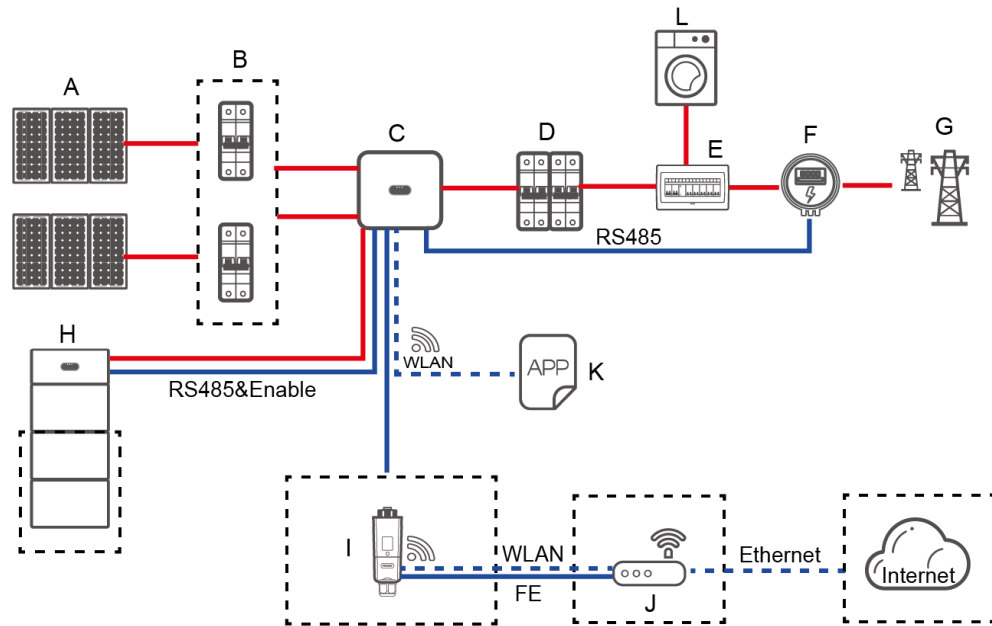 L
B
A
C
D
E
F
G
RS485
H
WLAN
APP
K
RS485&Enable
I
WLAN
FE
J
Ethernet
Internet